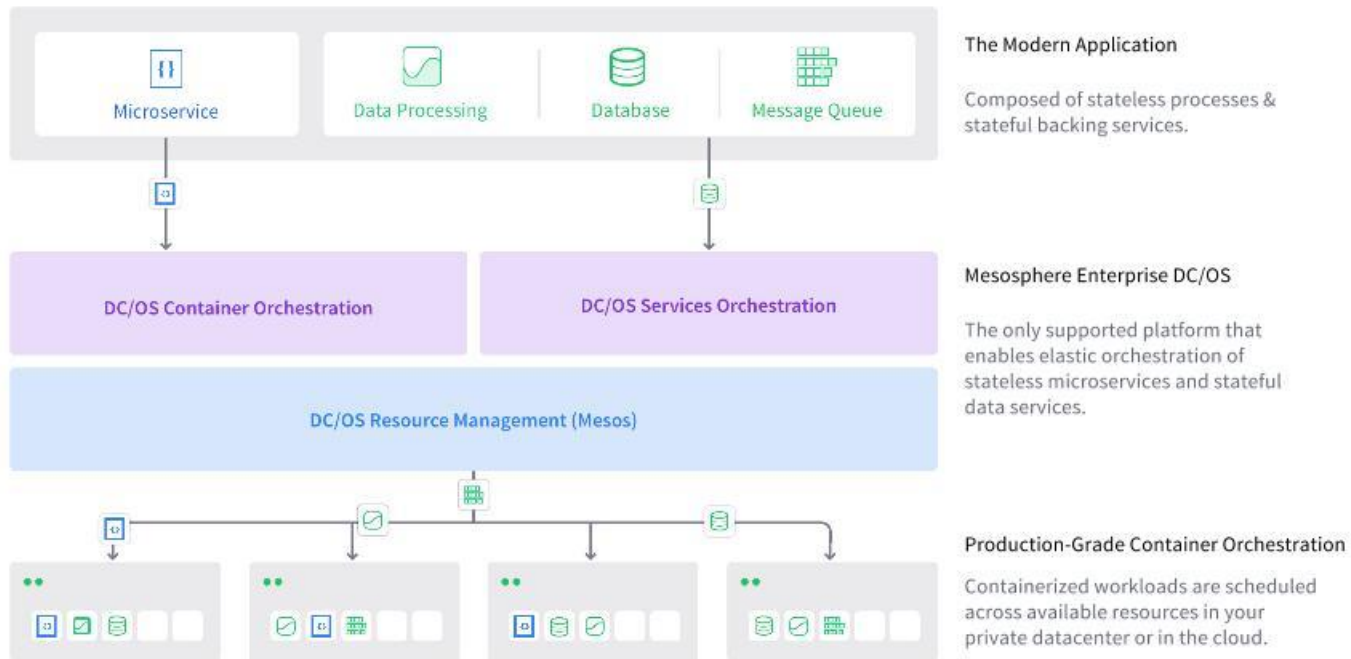 Microservice
Data Processing
Database
Message Queue
The Modern Application
Composed of stateless processes &
stateful backing services.
DC/OS Container Orchestration
DC/OS Services Orchestration
DC/OS Resource Management (Mesos)
Mesosphere Enterprise DC/OS
The only supported platform that
enables elastic orchestration of
stateless microservices and stateful
data services.
Production-Grade Container Orchestration
Containerized workloads are scheduled
across available resources in your
private datacenter or in the cloud.